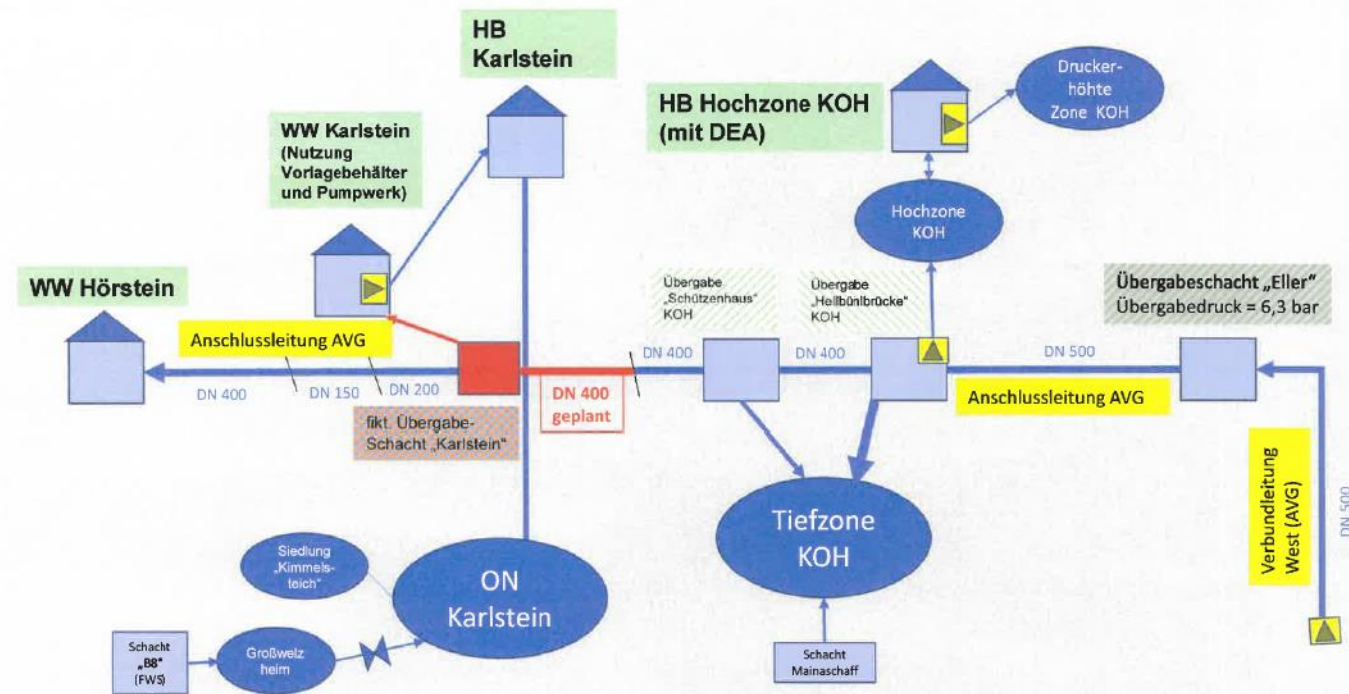 HB
Karlstein
WW Karlstein
(Nutzung
Vorlagebehälter
und Pumpwerk)
HB Hochzone KOH
(mit DEA)
Drucker-
höhte
Zone KOH
Hochzone
KOH
WW Hörstein
Anschlussleitung AVG
Übergabe
„Schützenhaus“
KOH
Übergabe
„Heilbühlbrücke“
KOH
Übergabeschacht „Eller“
Übergabedruck = 6,3 bar
DN 400
DN 150
DN 200
DN 400
geplant
DN 400
DN 400
DN 500
Anschlussleitung AVG
fikt. Übergabe-
Schacht „Karlstein“
Verbundleitung
West (AVG)
DN 500
Tiefzone
KOH
Siedlung
„Kimmels-
teich“
ON
Karlstein
Schacht
„B8“
(FWS)
Großwelz
heim
Schacht
Mainaschaff